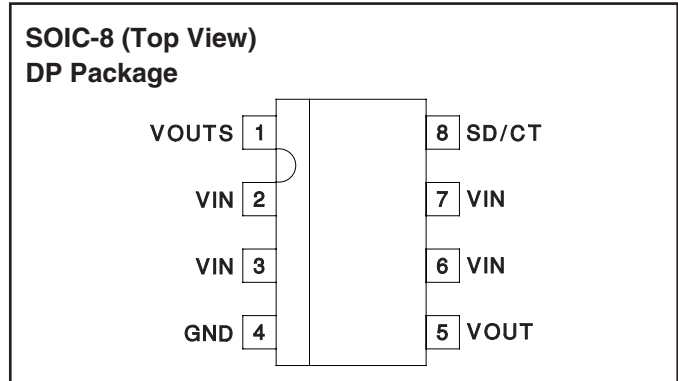 SOIC-8 (Top View)
DP Package
VOUTS 1 8 SD/CT
VIN 2 7 VIN
VIN 3 6 VIN
GND 4 5 VOUT